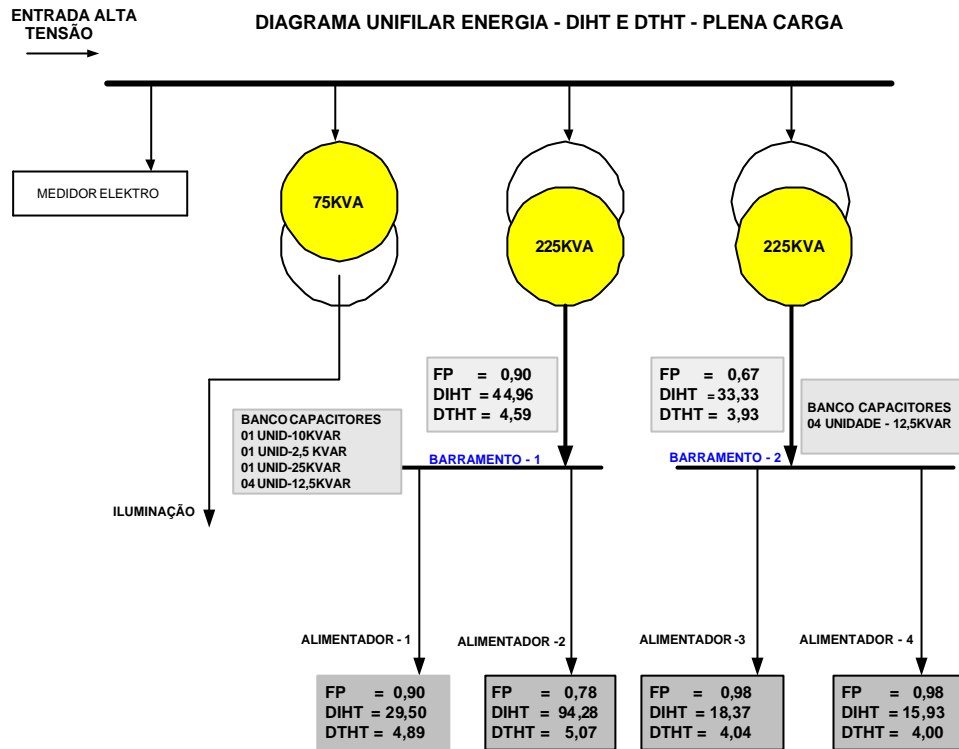 ENTRADA ALTA
TENSÃO
DIAGRAMA UNIFILAR ENERGIA - DIHT E DTHT - PLENA CARGA
MEDIDOR ELEKTRO
75KVA
225KVA
225KVA
FP = 0,90
DIHT = 44,96
DTHT = 4,59
FP = 0,67
DIHT = 33,33
DTHT = 3,93
BANCO CAPACITORES
04 UNIDADE - 12,5KVAR
BANCO CAPACITORES
01 UNID-10KVAR
01 UNID-2,5 KVAR
01 UNID-25KVAR
04 UNID-12,5KVAR
BARRAMENTO - 1
BARRAMENTO - 2
ILUMINAÇÃO
ALIMENTADOR - 1
ALIMENTADOR -2
ALIMENTADOR -3
ALIMENTADOR - 4
FP = 0,90
DIHT = 29,50
DTHT = 4,89
FP = 0,78
DIHT = 94,28
DTHT = 5,07
FP = 0,98
DIHT = 18,37
DTHT = 4,04
FP = 0,98
DIHT = 15,93
DTHT = 4,00